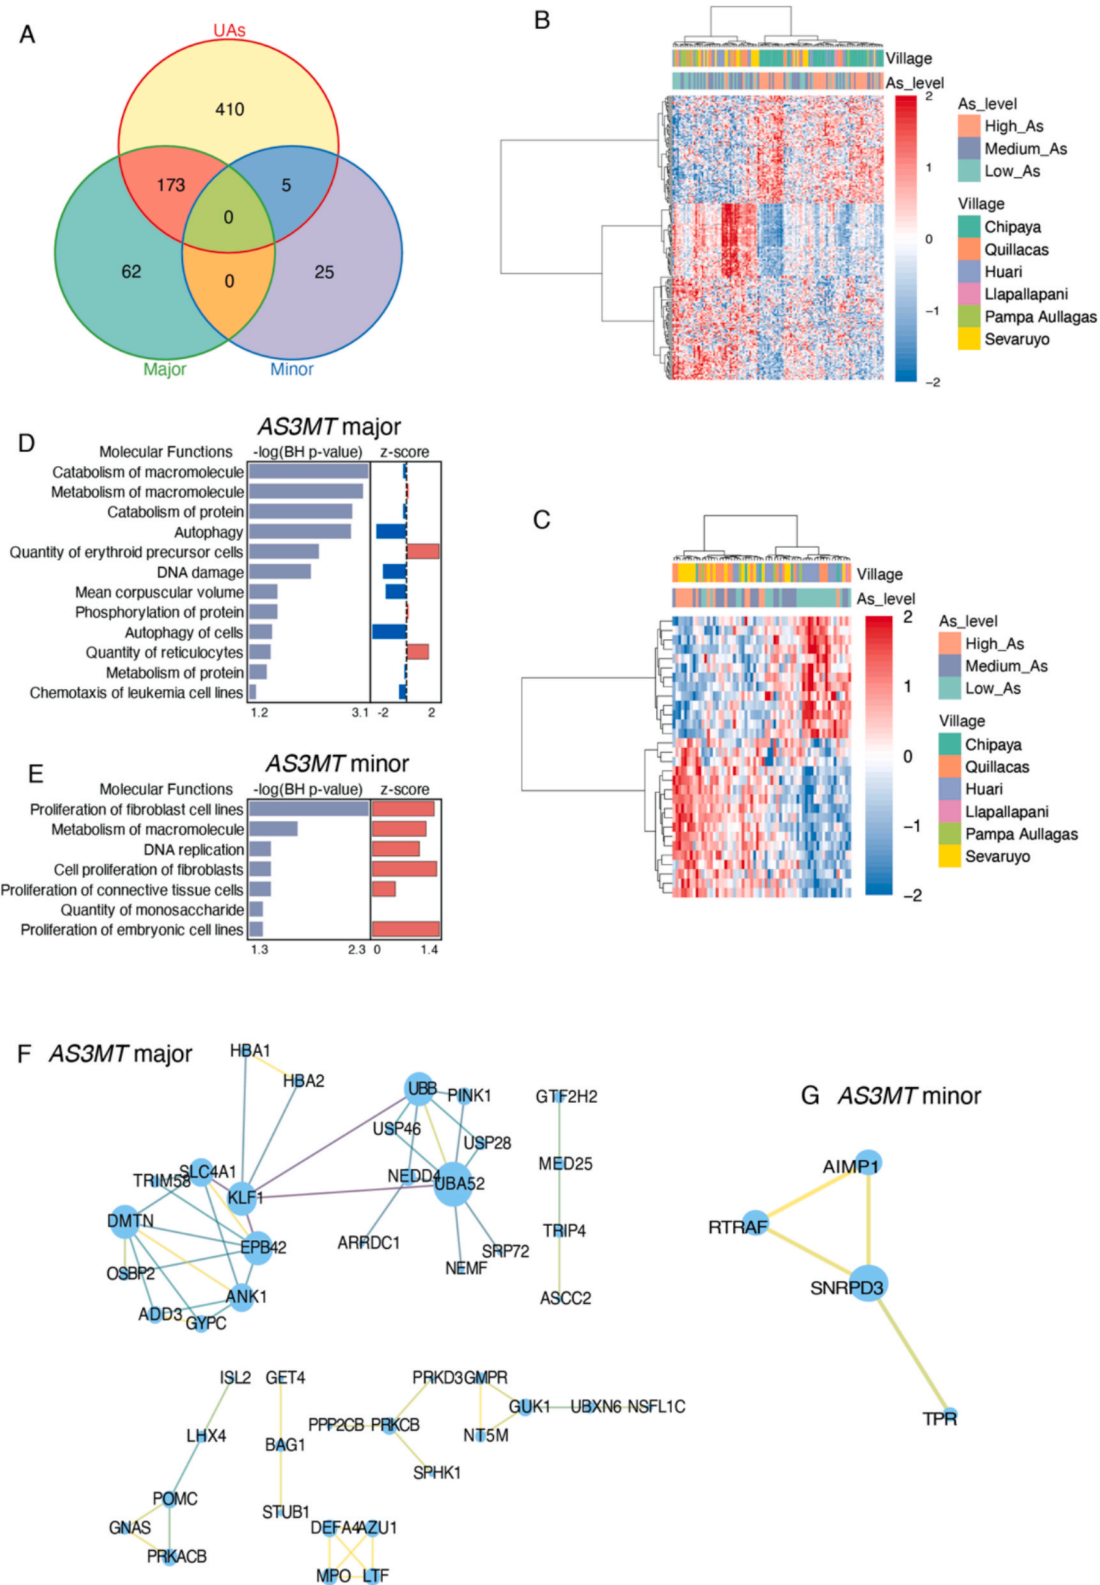 A
UAs
410
173
5
0
62
0
25
Major
Minor
B
Village
As_level
2
1
0
−1
−2
As_level
High_As
Medium_As
Low_As
Village
Chipaya
Quillacas
Huari
Llapallapani
Pampa Aullagas
Sevaruyo
D
AS3MT major
Molecular Functions -log(BH p-value) z-score
Catabolism of macromolecule
Metabolism of macromolecule
Catabolism of protein
Autophagy
Quantity of erythroid precursor cells
DNA damage
Mean corpuscular volume
Phosphorylation of protein
Autophagy of cells
Quantity of reticulocytes
Metabolism of protein
Chemotaxis of leukemia cell lines
1.2 3.1 -2 2
C
Village
As_level
2
1
0
−1
−2
As_level
High_As
Medium_As
Low_As
Village
Chipaya
Quillacas
Huari
Llapallapani
Pampa Aullagas
Sevaruyo
E
AS3MT minor
Molecular Functions -log(BH p-value) z-score
Proliferation of fibroblast cell lines
Metabolism of macromolecule
DNA replication
Cell proliferation of fibroblasts
Proliferation of connective tissue cells
Quantity of monosaccharide
Proliferation of embryonic cell lines
1.3 2.3 0 1.4
F AS3MT major
HBA1
HBA2
UBB
PINK1
USP46
USP28
NEDD4
UBA52
SLC4A1
TRIM58
KLF1
DMTN
EPB42
OSBP2
ANK1
ADD3
GYPC
ARRDC1
SRP72
NEMF
GTF2H2
MED25
TRIP4
ASCC2
ISL2
LHX4
POMC
GNAS
PRKACB
GET4
BAG1
STUB1
PRKD3
PPP2CB
PRKCB
SPHK1
GMPR
GUK1
NT5M
UBXN6
NSFL1C
DEFA4
AZU1
MPO
LTF
G AS3MT minor
AIMP1
RTRAF
SNRPD3
TPR